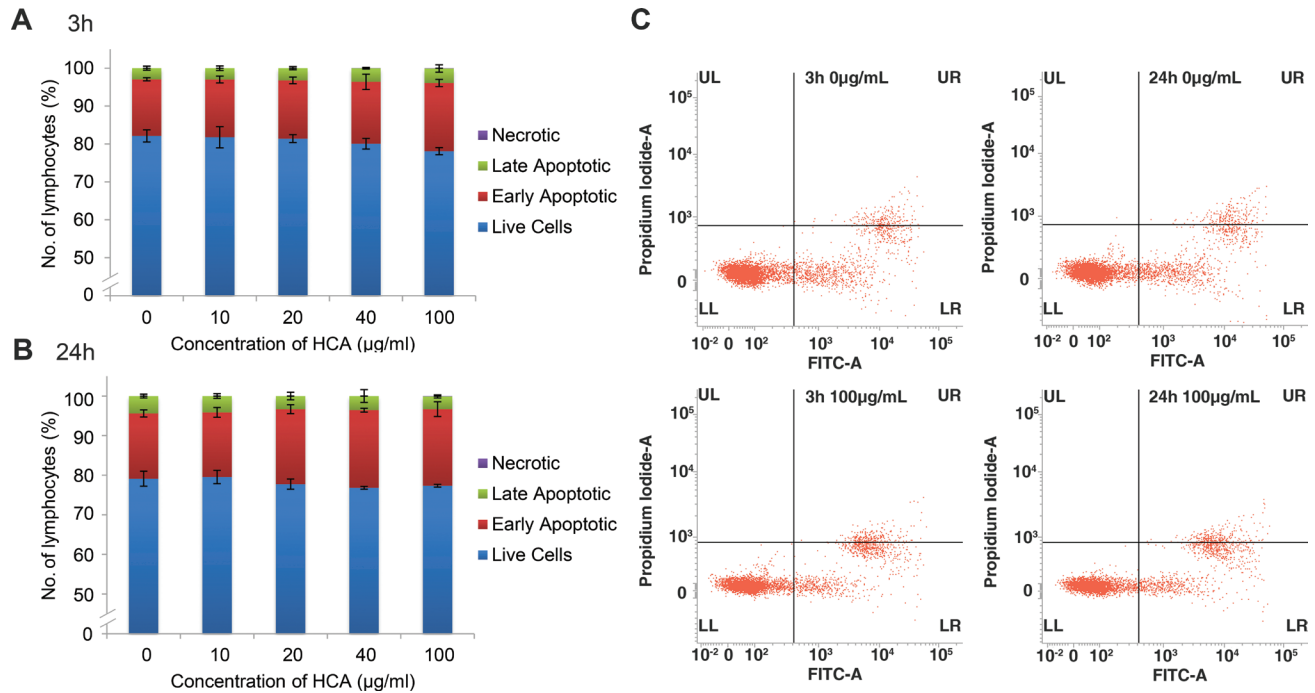 A 3h
No. of lymphocytes (%)
100
90
80
70
60
50
0
0 10 20 40 100
Concentration of HCA (µg/ml)
Necrotic
Late Apoptotic
Early Apoptotic
Live Cells
B 24h
No. of lymphocytes (%)
100
90
80
70
60
50
0
0 10 20 40 100
Concentration of HCA (µg/ml)
Necrotic
Late Apoptotic
Early Apoptotic
Live Cells
C
UL 3h 0µg/mL UR
Propidium Iodide-A
10⁵
10⁴
10³
0
LL LR
10⁻² 0 10² 10³ 10⁴ 10⁵
FITC-A
UL 24h 0µg/mL UR
Propidium Iodide-A
10⁵
10⁴
10³
0
LL LR
10⁻² 0 10² 10³ 10⁴ 10⁵
FITC-A
UL 3h 100µg/mL UR
Propidium Iodide-A
10⁵
10⁴
10³
0
LL LR
10⁻² 0 10² 10³ 10⁴ 10⁵
FITC-A
UL 24h 100µg/mL UR
Propidium Iodide-A
10⁵
10⁴
10³
0
LL LR
10⁻² 0 10² 10³ 10⁴ 10⁵
FITC-A